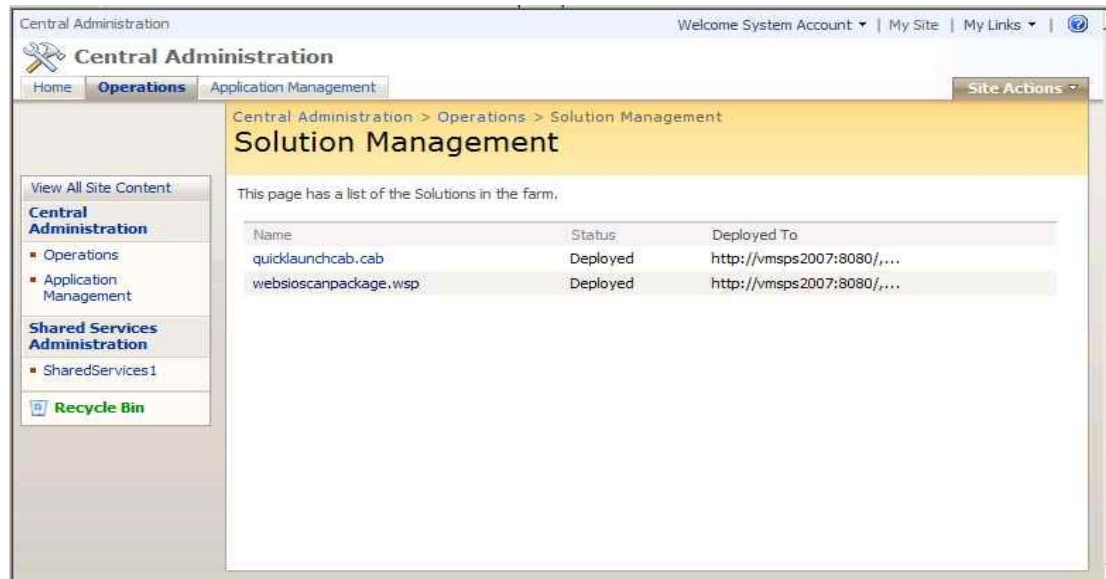 Central Administration
Welcome System Account | My Site | My Links |
Central Administration
Home Operations Application Management
Site Actions
Central Administration > Operations > Solution Management
Solution Management
View All Site Content
Central
Administration
Operations
Application
Management
Shared Services
Administration
SharedServices1
Recycle Bin
This page has a list of the Solutions in the farm.
Name Status Deployed To
quicklaunchcab.cab Deployed http://vmsps2007:8080/,...
websioscanpackage.wsp Deployed http://vmsps2007:8080/,...